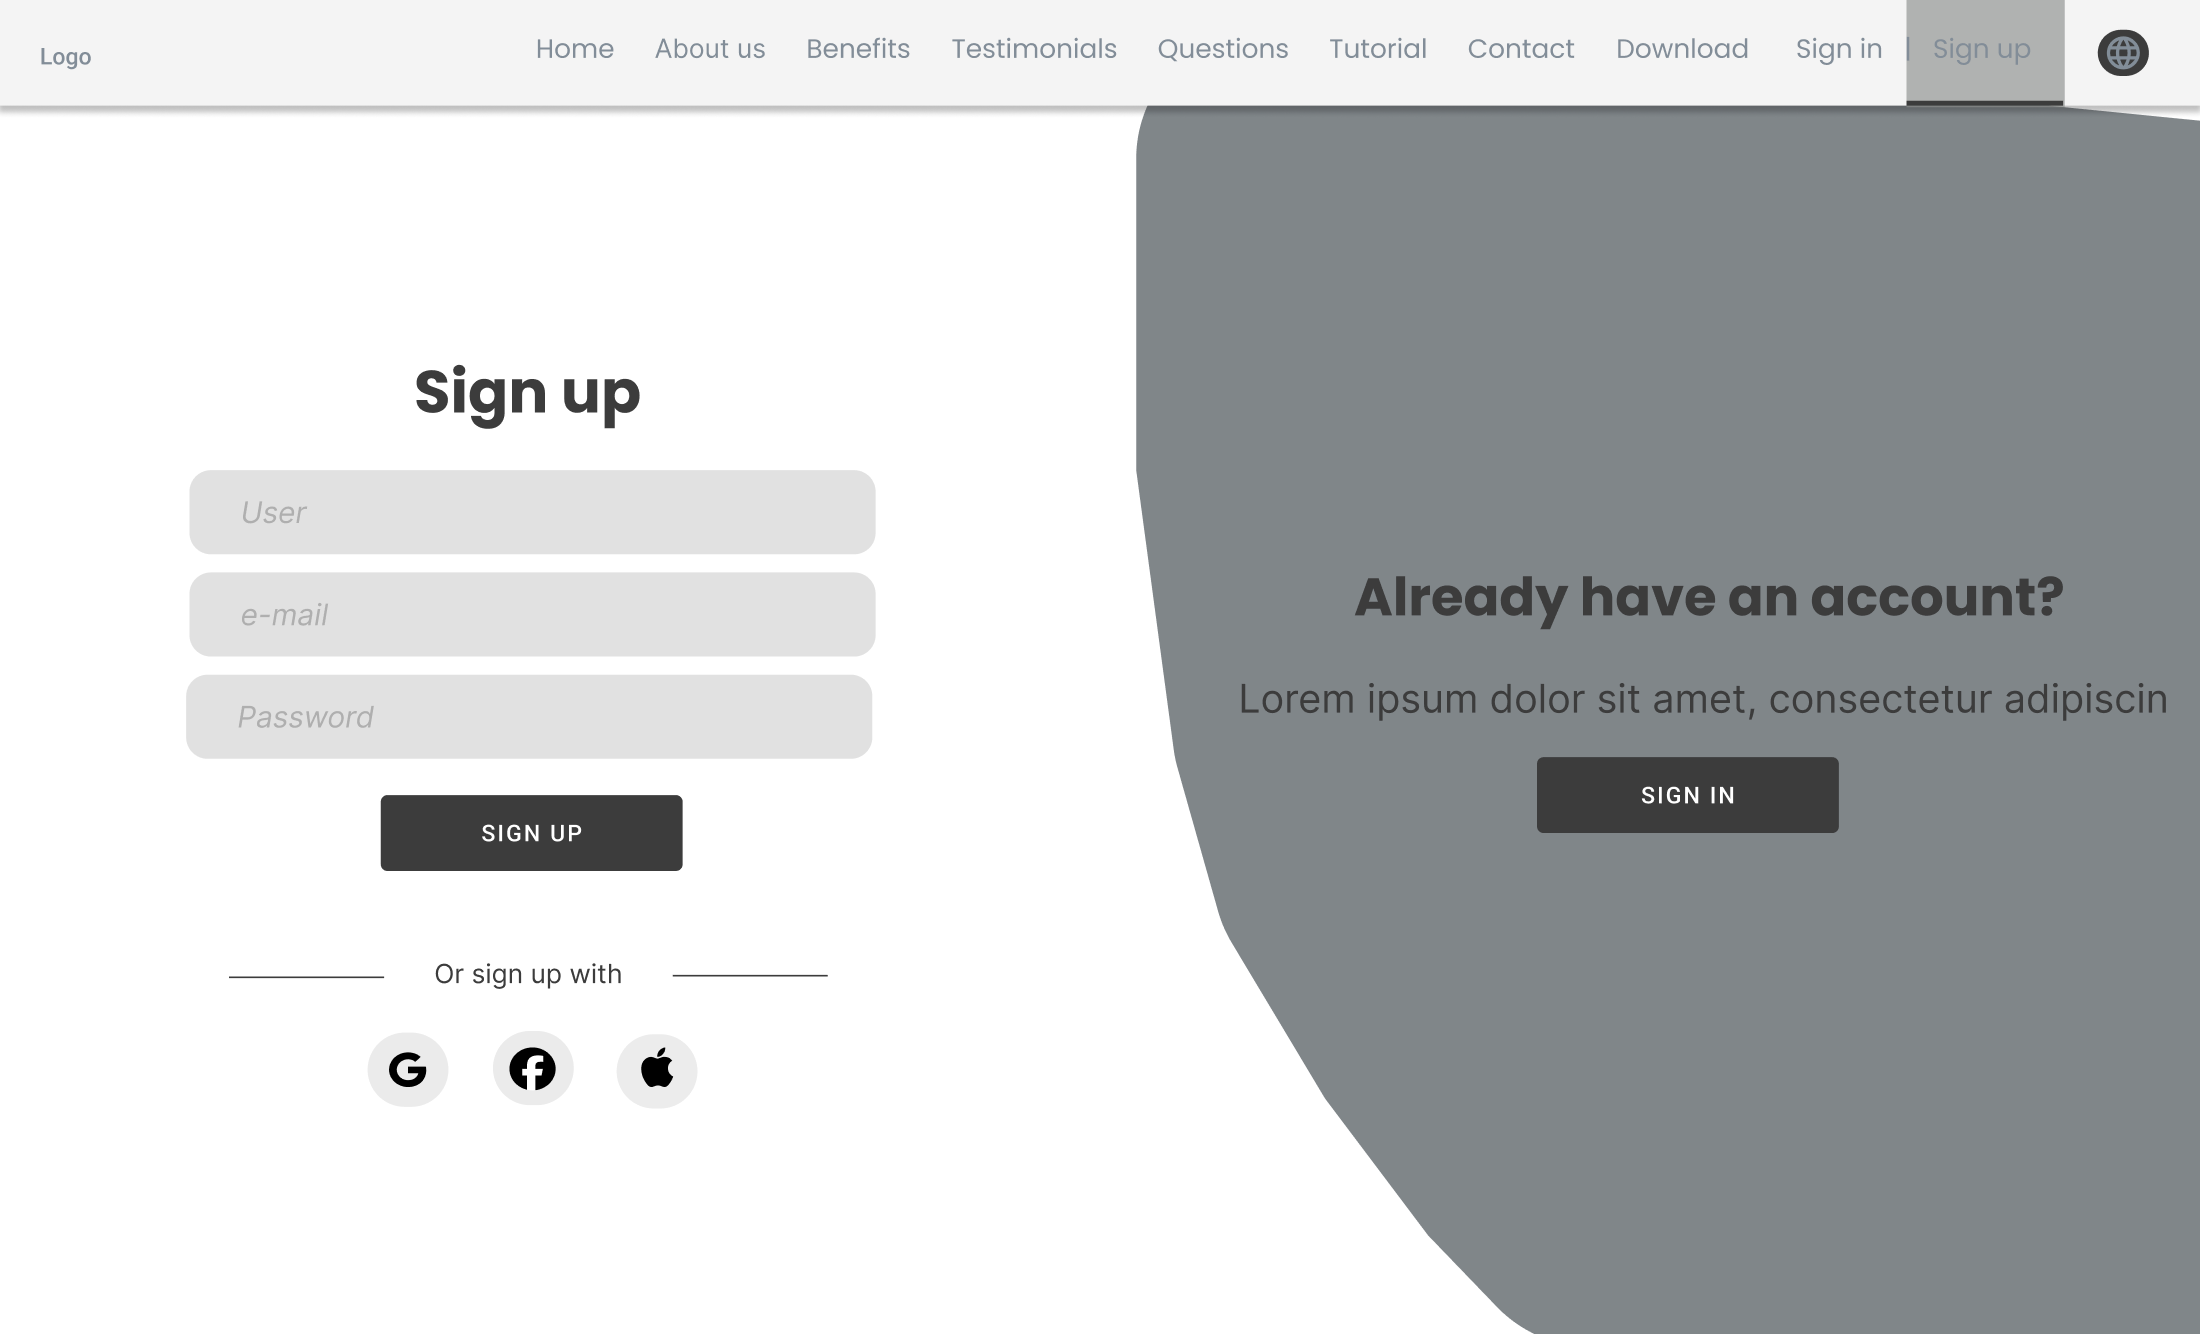 Logo
Home About us Benefits Testimonials Questions Tutorial Contact Download Sign in | Sign up
Sign up
User
e-mail
Password
SIGN UP
Or sign up with
Already have an account?
Lorem ipsum dolor sit amet, consectetur adipiscin
SIGN IN